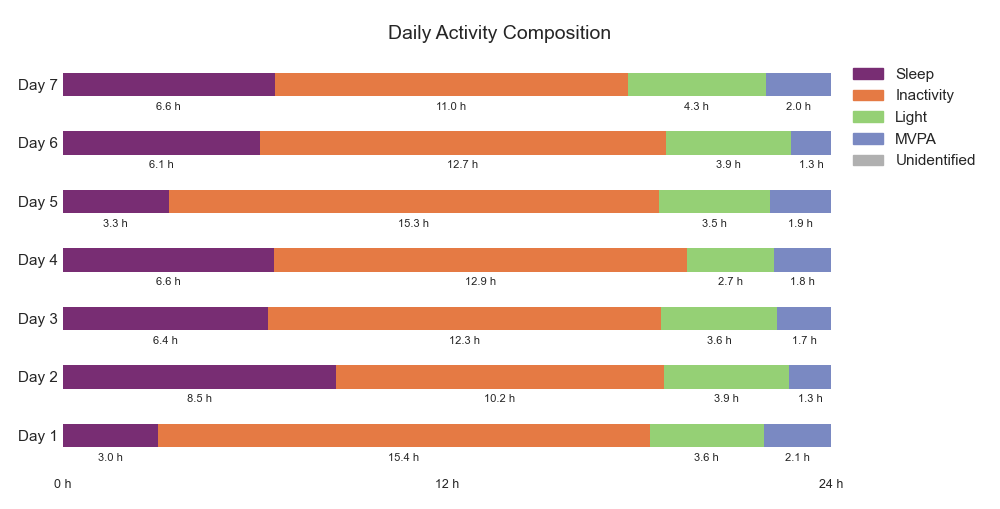 Daily Activity Composition
Day 7
6.6 h 11.0 h 4.3 h 2.0 h
Day 6
6.1 h 12.7 h 3.9 h 1.3 h
Day 5
3.3 h 15.3 h 3.5 h 1.9 h
Day 4
6.6 h 12.9 h 2.7 h 1.8 h
Day 3
6.4 h 12.3 h 3.6 h 1.7 h
Day 2
8.5 h 10.2 h 3.9 h 1.3 h
Day 1
3.0 h 15.4 h 3.6 h 2.1 h
0 h 12 h 24 h
Sleep
Inactivity
Light
MVPA
Unidentified